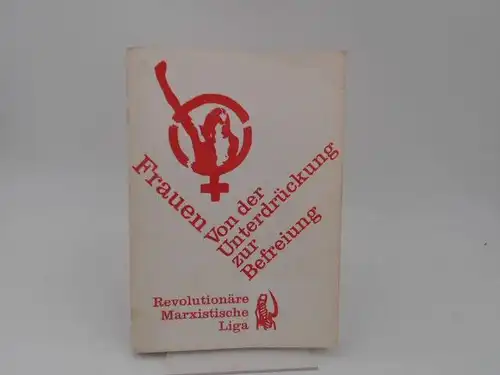 Frauen
Von der
Unterdrückung
zur
Befreiung
Revolutionäre
Marxistische
Liga